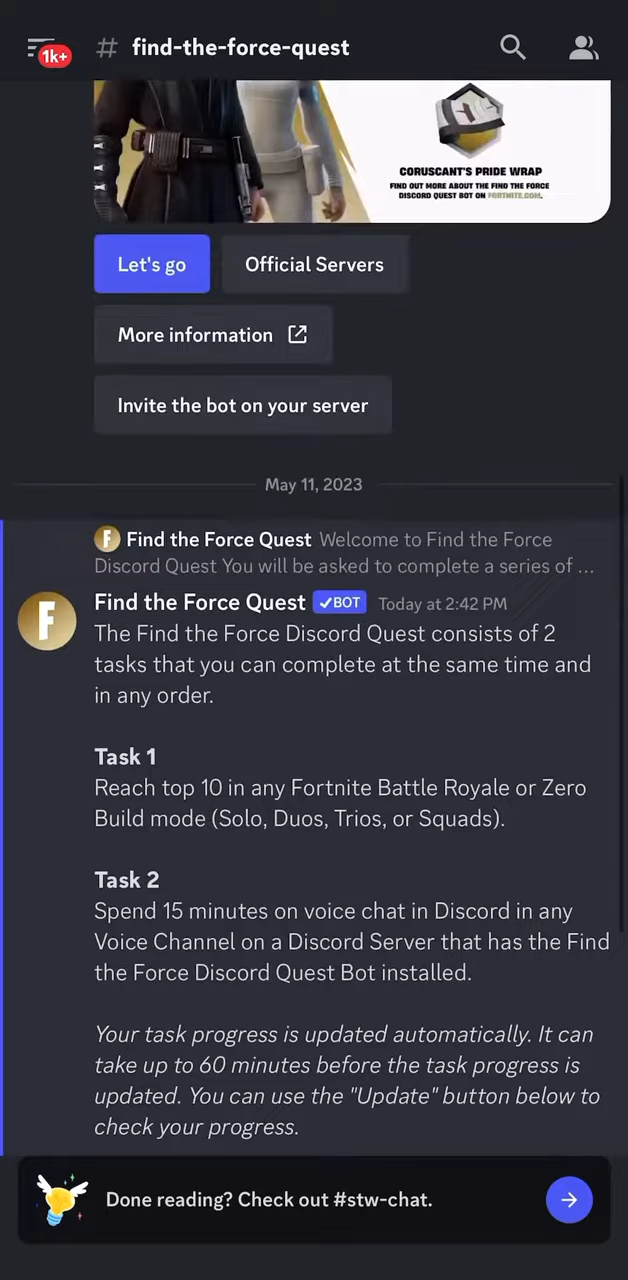 1k+
# find-the-force-quest
CORUSCANT'S PRIDE WRAP
FIND OUT MORE ABOUT THE FIND THE FORCE
DISCORD QUEST BOT ON FORTNITE.COM.
Let's go
Official Servers
More information
Invite the bot on your server
May 11, 2023
F Find the Force Quest Welcome to Find the Force
Discord Quest You will be asked to complete a series of ...
F
Find the Force Quest ✓BOT Today at 2:42 PM
The Find the Force Discord Quest consists of 2
tasks that you can complete at the same time and
in any order.
Task 1
Reach top 10 in any Fortnite Battle Royale or Zero
Build mode (Solo, Duos, Trios, or Squads).
Task 2
Spend 15 minutes on voice chat in Discord in any
Voice Channel on a Discord Server that has the Find
the Force Discord Quest Bot installed.
Your task progress is updated automatically. It can
take up to 60 minutes before the task progress is
updated. You can use the "Update" button below to
check your progress.
Done reading? Check out #stw-chat.